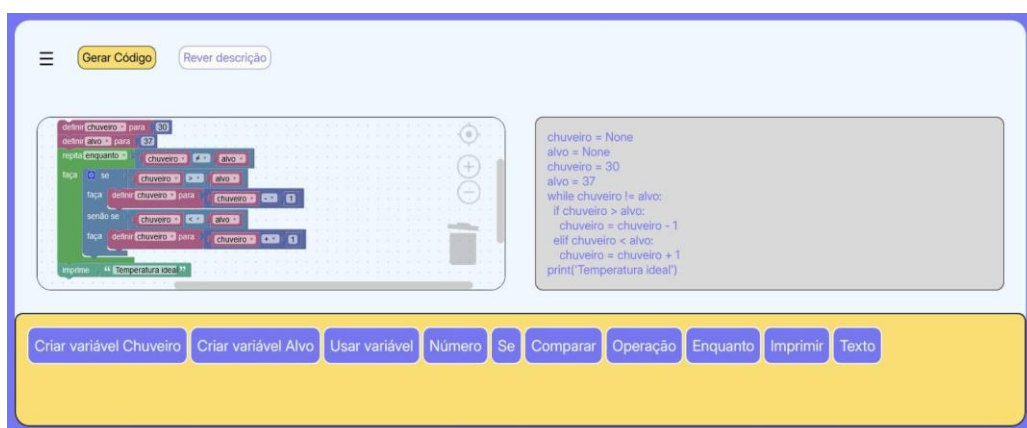 ☰ Gerar Código Rever descrição
definir chuveiro para 30
definir alvo para 37
repita enquanto chuveiro ≠ alvo
faça se chuveiro > alvo
faça definir chuveiro para chuveiro - 1
senão se chuveiro < alvo
faça definir chuveiro para chuveiro + 1
imprime “ Temperatura ideal ”
chuveiro = None
alvo = None
chuveiro = 30
alvo = 37
while chuveiro != alvo:
if chuveiro > alvo:
chuveiro = chuveiro - 1
elif chuveiro < alvo:
chuveiro = chuveiro + 1
print('Temperatura ideal')
Criar variável Chuveiro Criar variável Alvo Usar variável Número Se Comparar Operação Enquanto Imprimir Texto